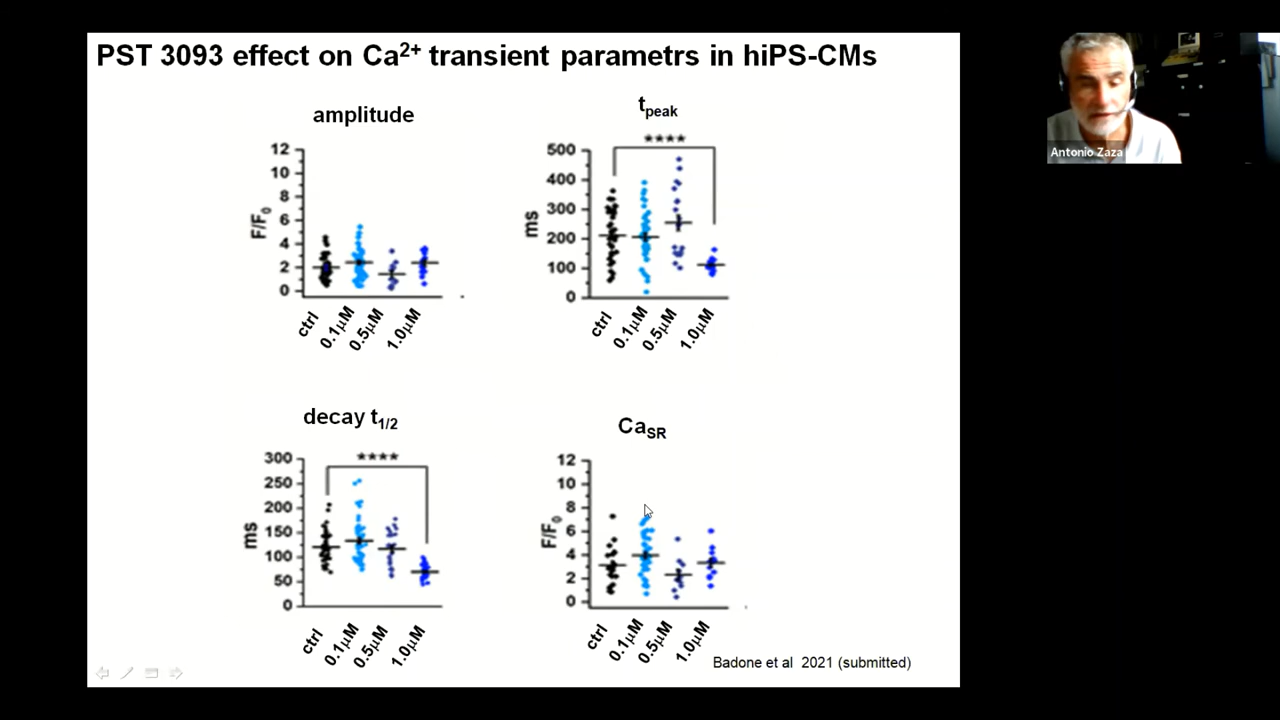 PST 3093 effect on Ca2+ transient parametrs in hiPS-CMs
Antonio Zaza
amplitude
12
10
8
6
4
2
0
F/F0
ctrl
0.1µM
0.5µM
1.0µM
tpeak
****
500
400
300
200
100
0
ms
ctrl
0.1µM
0.5µM
1.0µM
decay t1/2
****
300
250
200
150
100
50
0
ms
ctrl
0.1µM
0.5µM
1.0µM
CaSR
12
10
8
6
4
2
0
F/F0
ctrl
0.1µM
0.5µM
1.0µM
Badone et al 2021 (submitted)